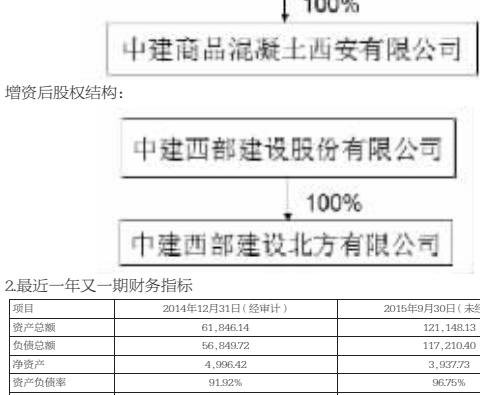 100%
中建商品混凝土西安有限公司
增资后股权结构：
中建西部建设股份有限公司
100%
中建西部建设北方有限公司
2.最近一年又一期财务指标
项目 2014年12月31日（经审计） 2015年9月30日（未经
资产总额 61,846.14 121,148.13
负债总额 56,849.72 117,210.40
净资产 4,996.42 3,937.73
资产负债率 91.92% 96.75%